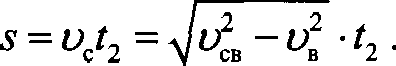 s = υ_с t_2 = √(υ_св^2 − υ_в^2) · t_2 .